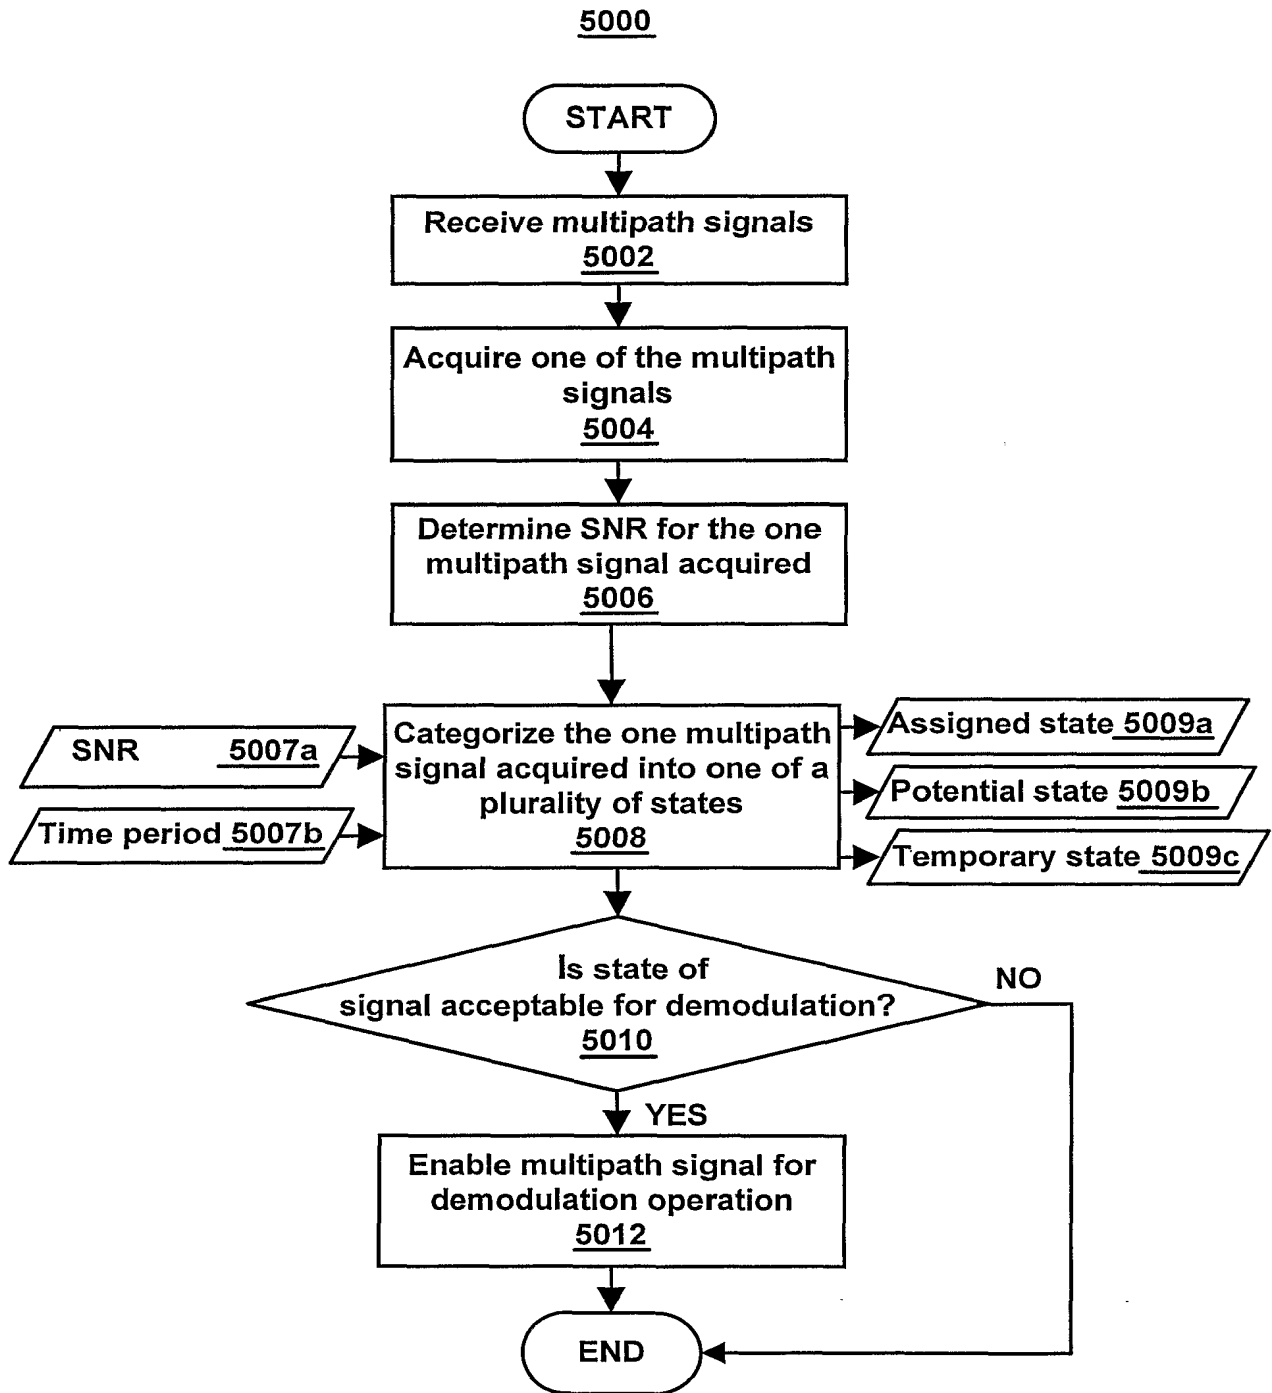 5000
START
Receive multipath signals
5002
Acquire one of the multipath
signals
5004
Determine SNR for the one
multipath signal acquired
5006
SNR 5007a
Time period 5007b
Categorize the one multipath
signal acquired into one of a
plurality of states
5008
Assigned state 5009a
Potential state 5009b
Temporary state 5009c
Is state of
signal acceptable for demodulation?
5010
NO
YES
Enable multipath signal for
demodulation operation
5012
END